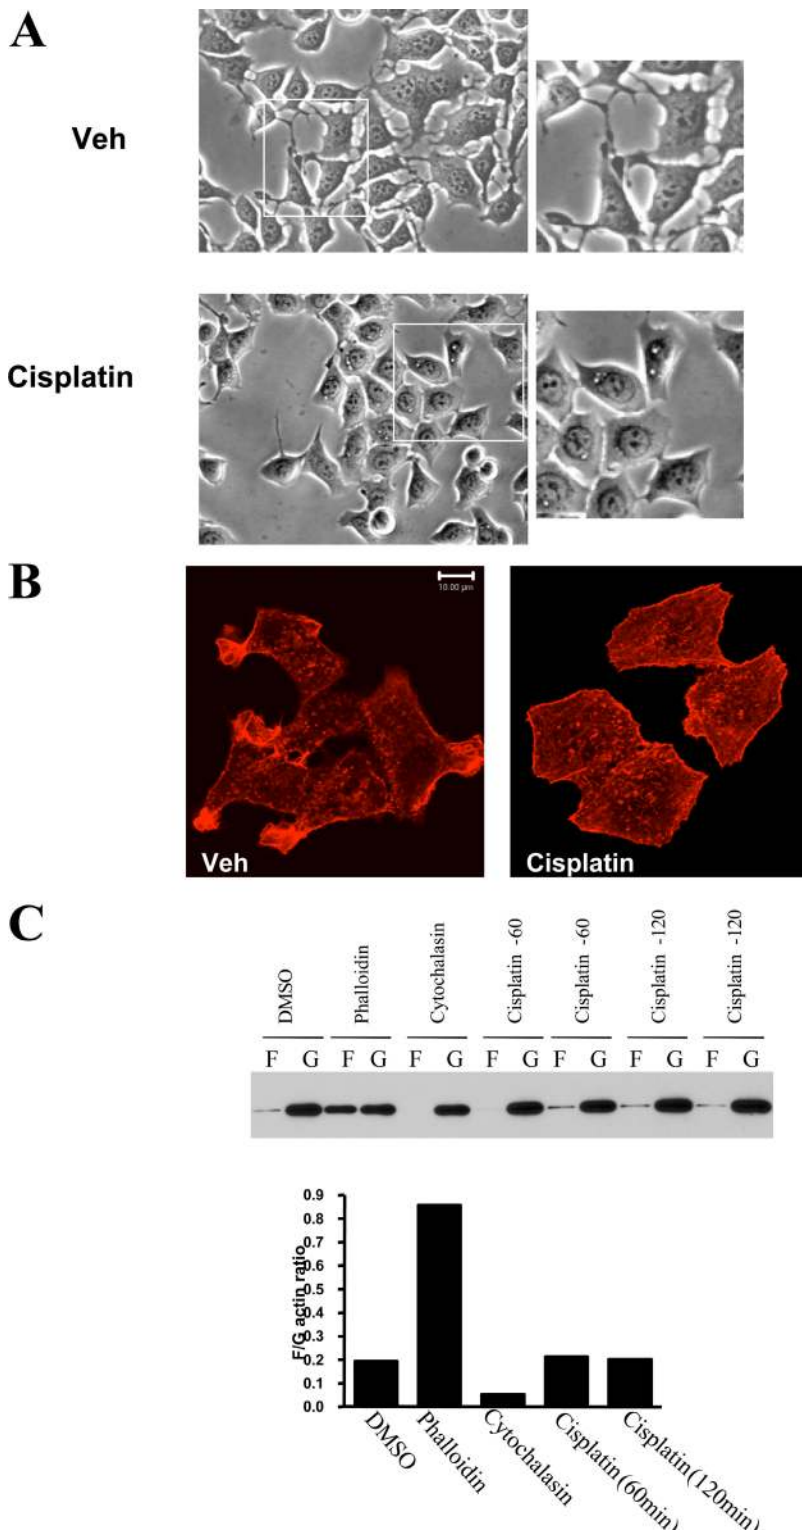 A
Veh
Cisplatin
B
10.00 µm
Veh
Cisplatin
C
DMSO
Phalloidin
Cytochalasin
Cisplatin -60
Cisplatin -60
Cisplatin -120
Cisplatin -120
F G F G F G F G F G F G F G
F/G actin ratio
0.9
0.8
0.7
0.6
0.5
0.4
0.3
0.2
0.1
0.0
DMSO
Phalloidin
Cytochalasin
Cisplatin (60min)
Cisplatin (120min)